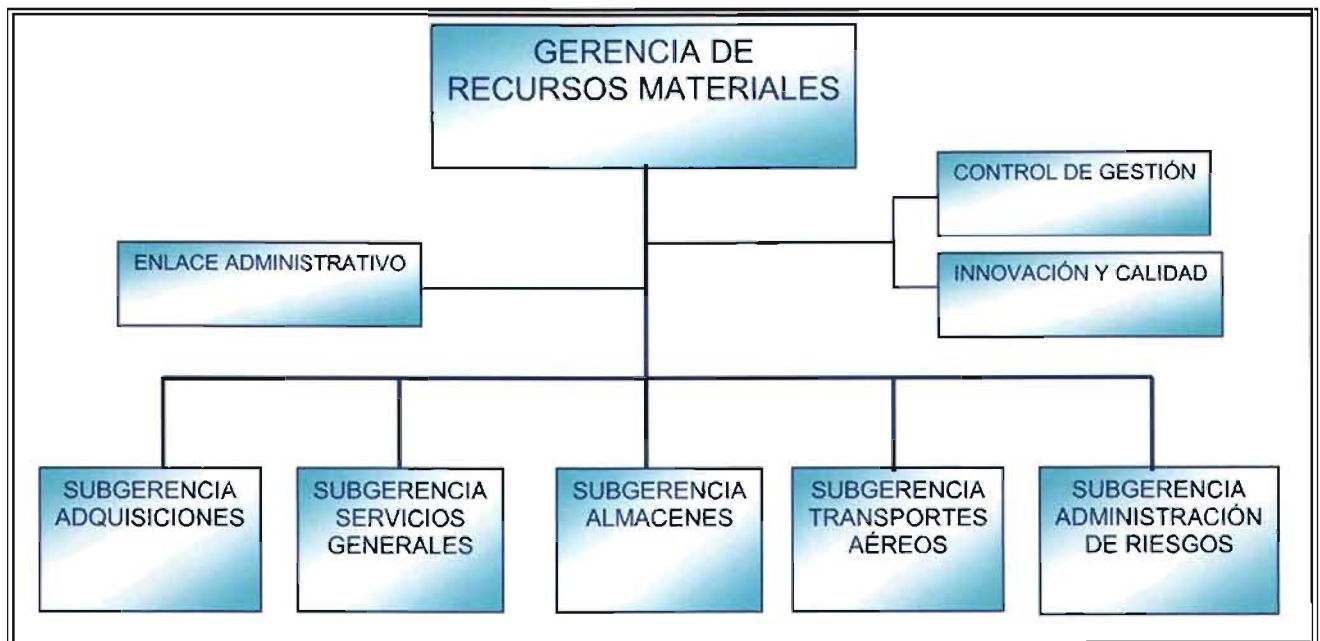 GERENCIA DE
RECURSOS MATERIALES
CONTROL DE GESTIÓN
ENLACE ADMINISTRATIVO
INNOVACIÓN Y CALIDAD
SUBGERENCIA
ADQUISICIONES
SUBGERENCIA
SERVICIOS
GENERALES
SUBGERENCIA
ALMACENES
SUBGERENCIA
TRANSPORTES
AÉREOS
SUBGERENCIA
ADMINISTRACIÓN
DE RIESGOS